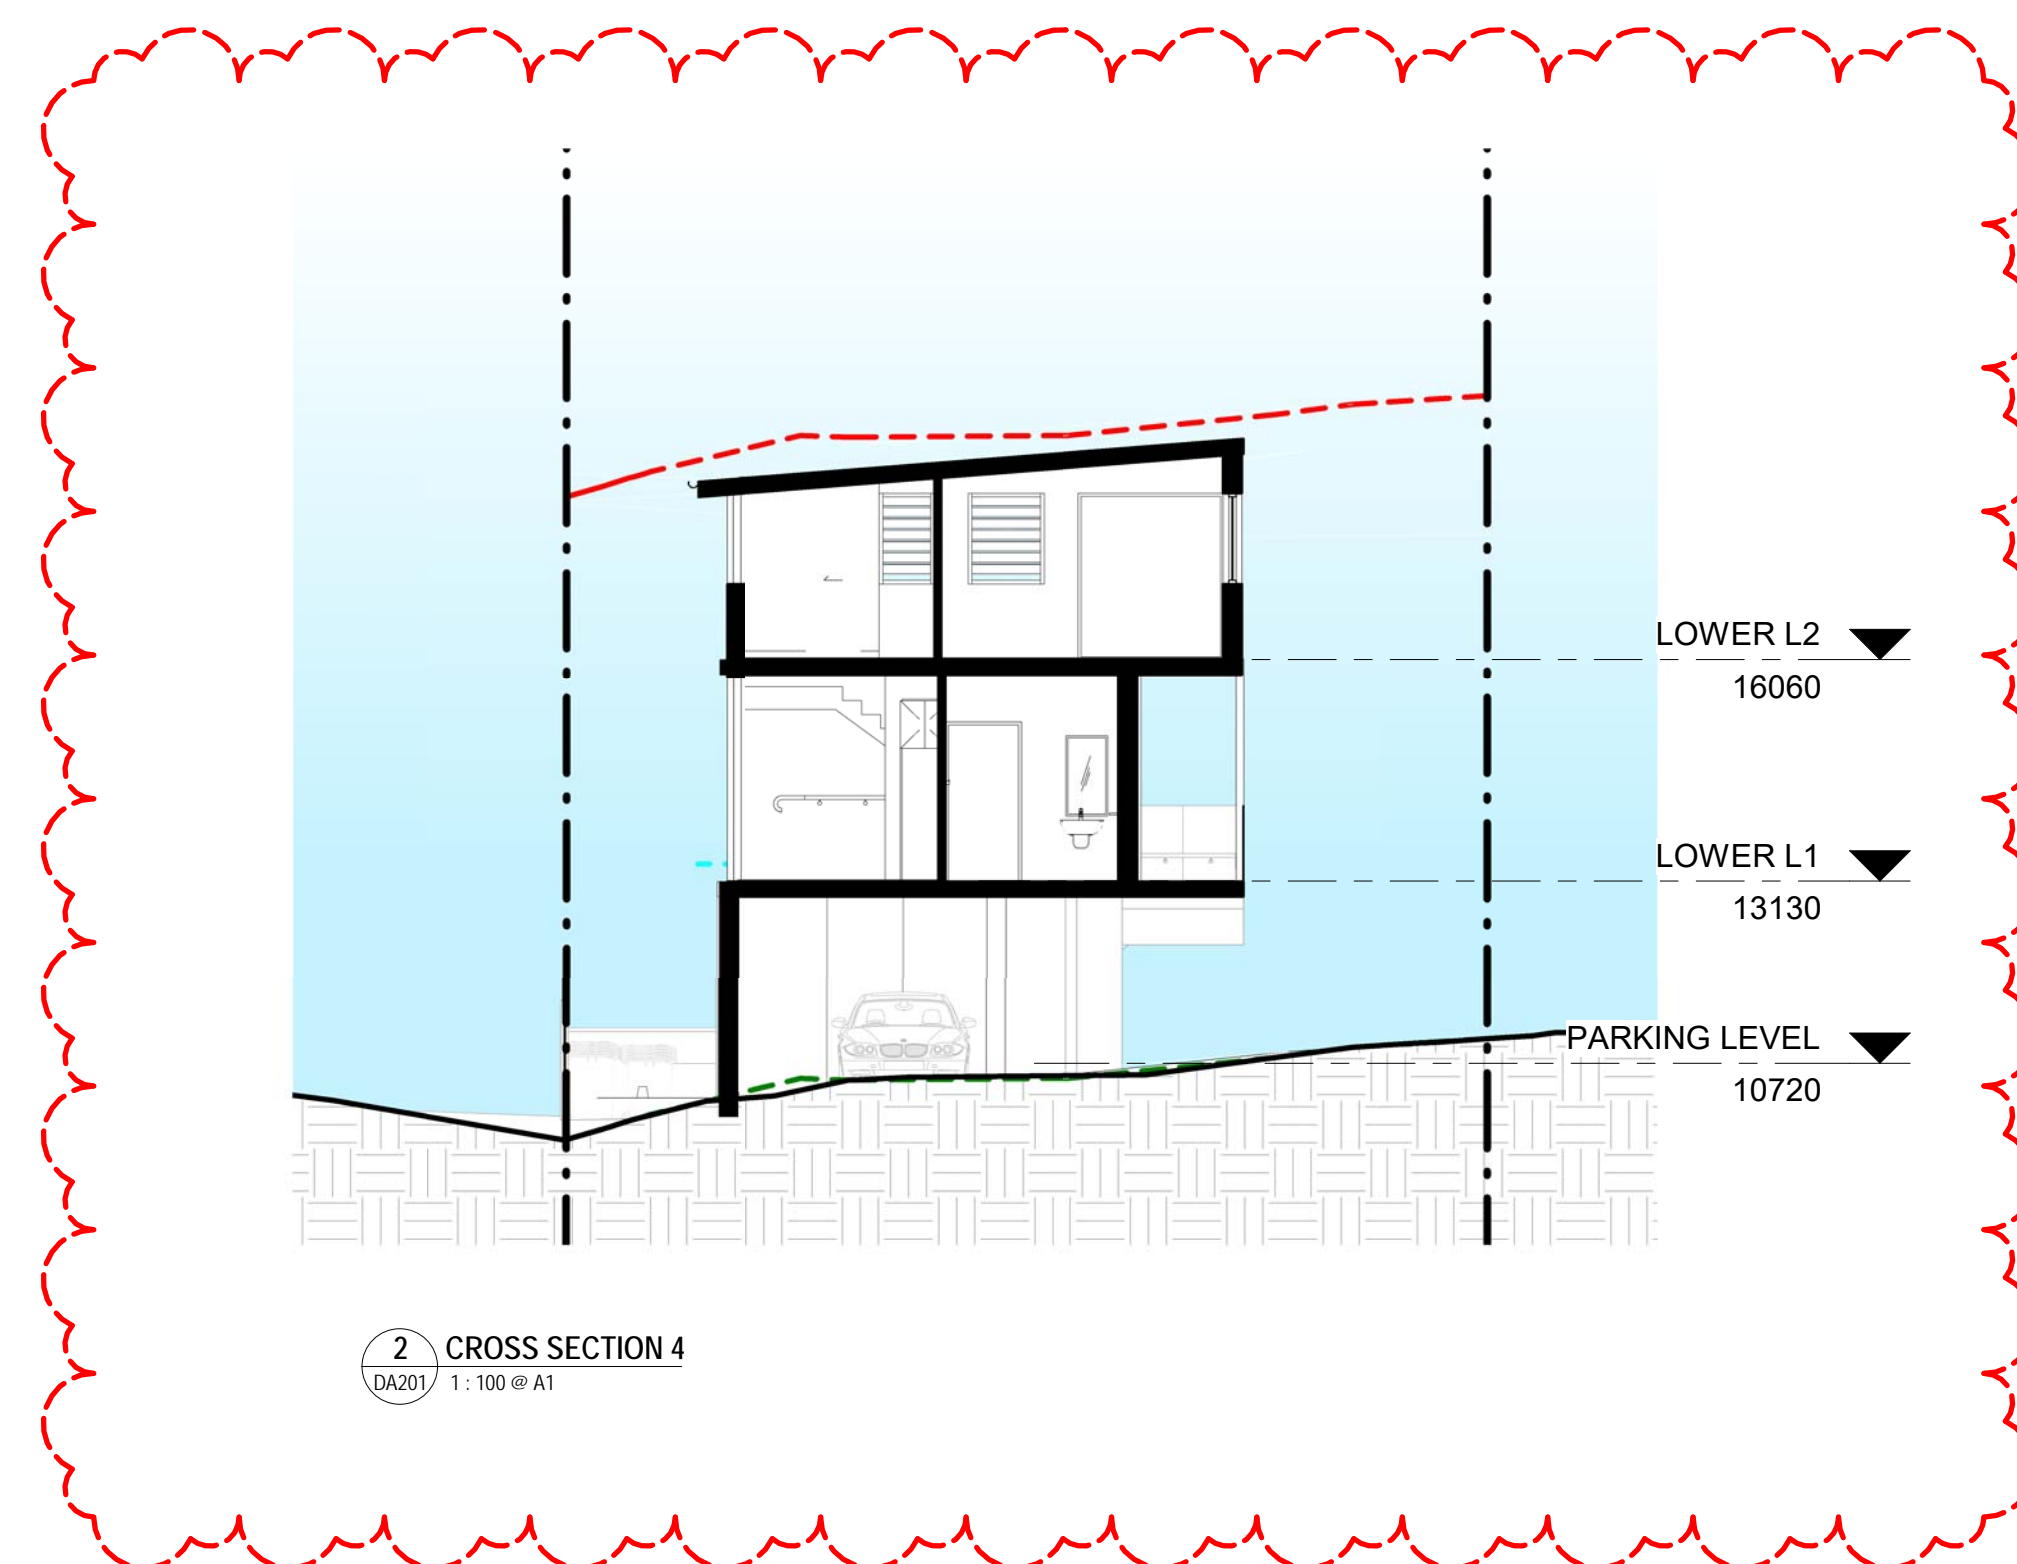 LOWER L2
16060
LOWER L1
13130
PARKING LEVEL
10720
2 CROSS SECTION 4
DA201 1 : 100 @ A1